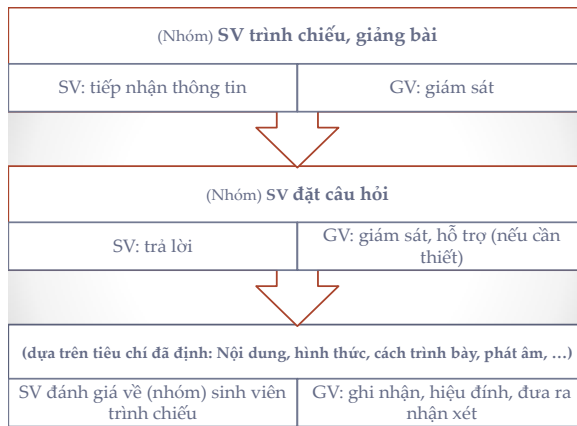 (Nhóm) SV trình chiếu, giảng bài
SV: tiếp nhận thông tin
GV: giám sát
(Nhóm) SV đặt câu hỏi
SV: trả lời
GV: giám sát, hỗ trợ (nếu cần
thiết)
(dựa trên tiêu chí đã định: Nội dung, hình thức, cách trình bày, phát âm, …)
SV đánh giá về (nhóm) sinh viên
trình chiếu
GV: ghi nhận, hiệu đính, đưa ra
nhận xét